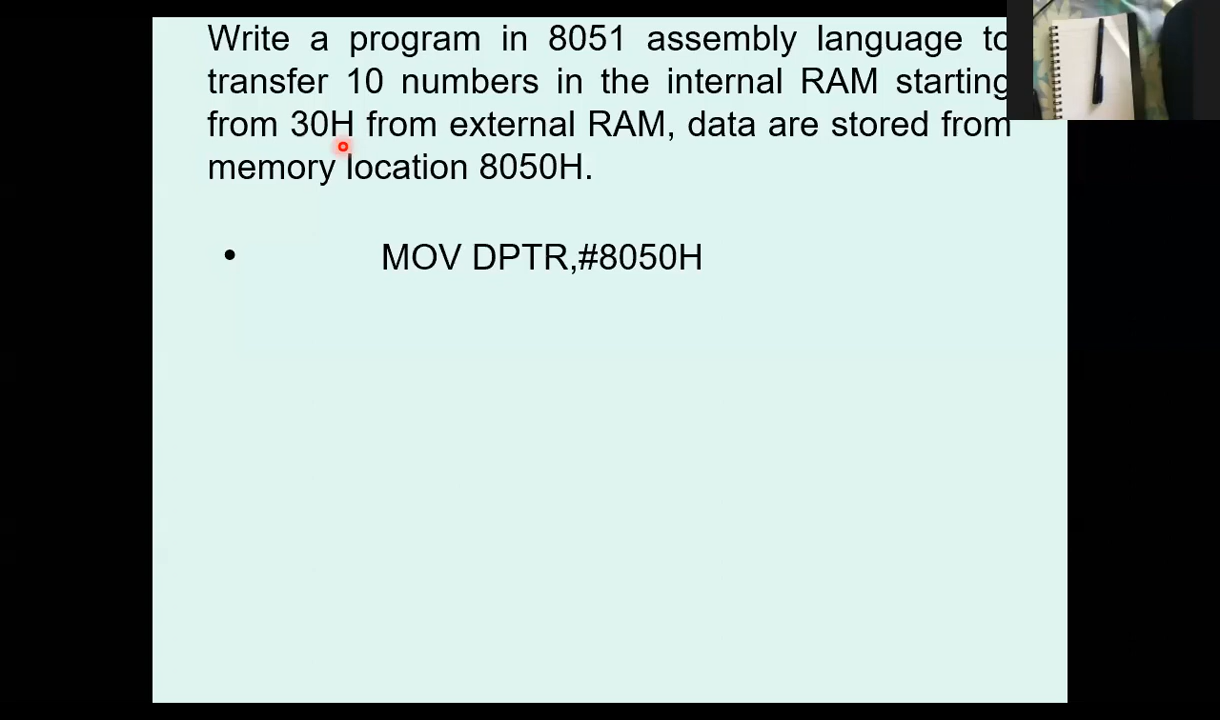 Write a program in 8051 assembly language to
transfer 10 numbers in the internal RAM starting
from 30H from external RAM, data are stored from
memory location 8050H.
• MOV DPTR,#8050H